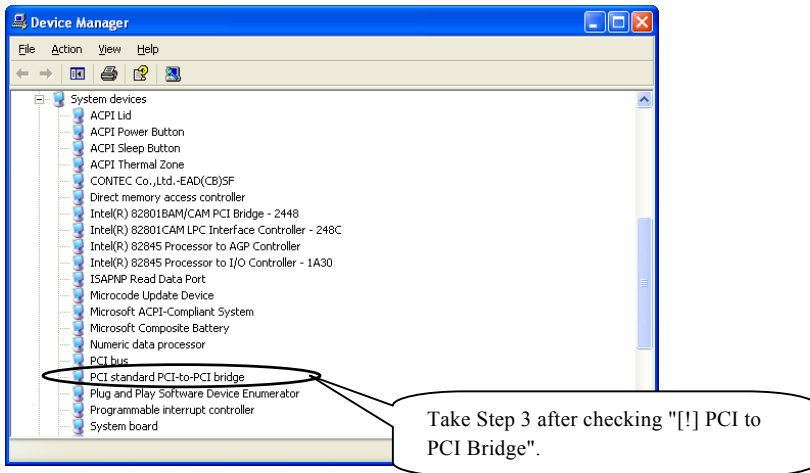 Device Manager
File Action View Help
System devices
ACPI Lid
ACPI Power Button
ACPI Sleep Button
ACPI Thermal Zone
CONTEC Co.,Ltd.-EAD(CB)SF
Direct memory access controller
Intel(R) 82801BAM/CAM PCI Bridge - 2448
Intel(R) 82801CAM LPC Interface Controller - 248C
Intel(R) 82845 Processor to AGP Controller
Intel(R) 82845 Processor to I/O Controller - 1A30
ISAPNP Read Data Port
Microcode Update Device
Microsoft ACPI-Compliant System
Microsoft Composite Battery
Numeric data processor
PCI bus
PCI standard PCI-to-PCI bridge
Plug and Play Software Device Enumerator
Programmable interrupt controller
System board
Take Step 3 after checking "[!] PCI to
PCI Bridge".